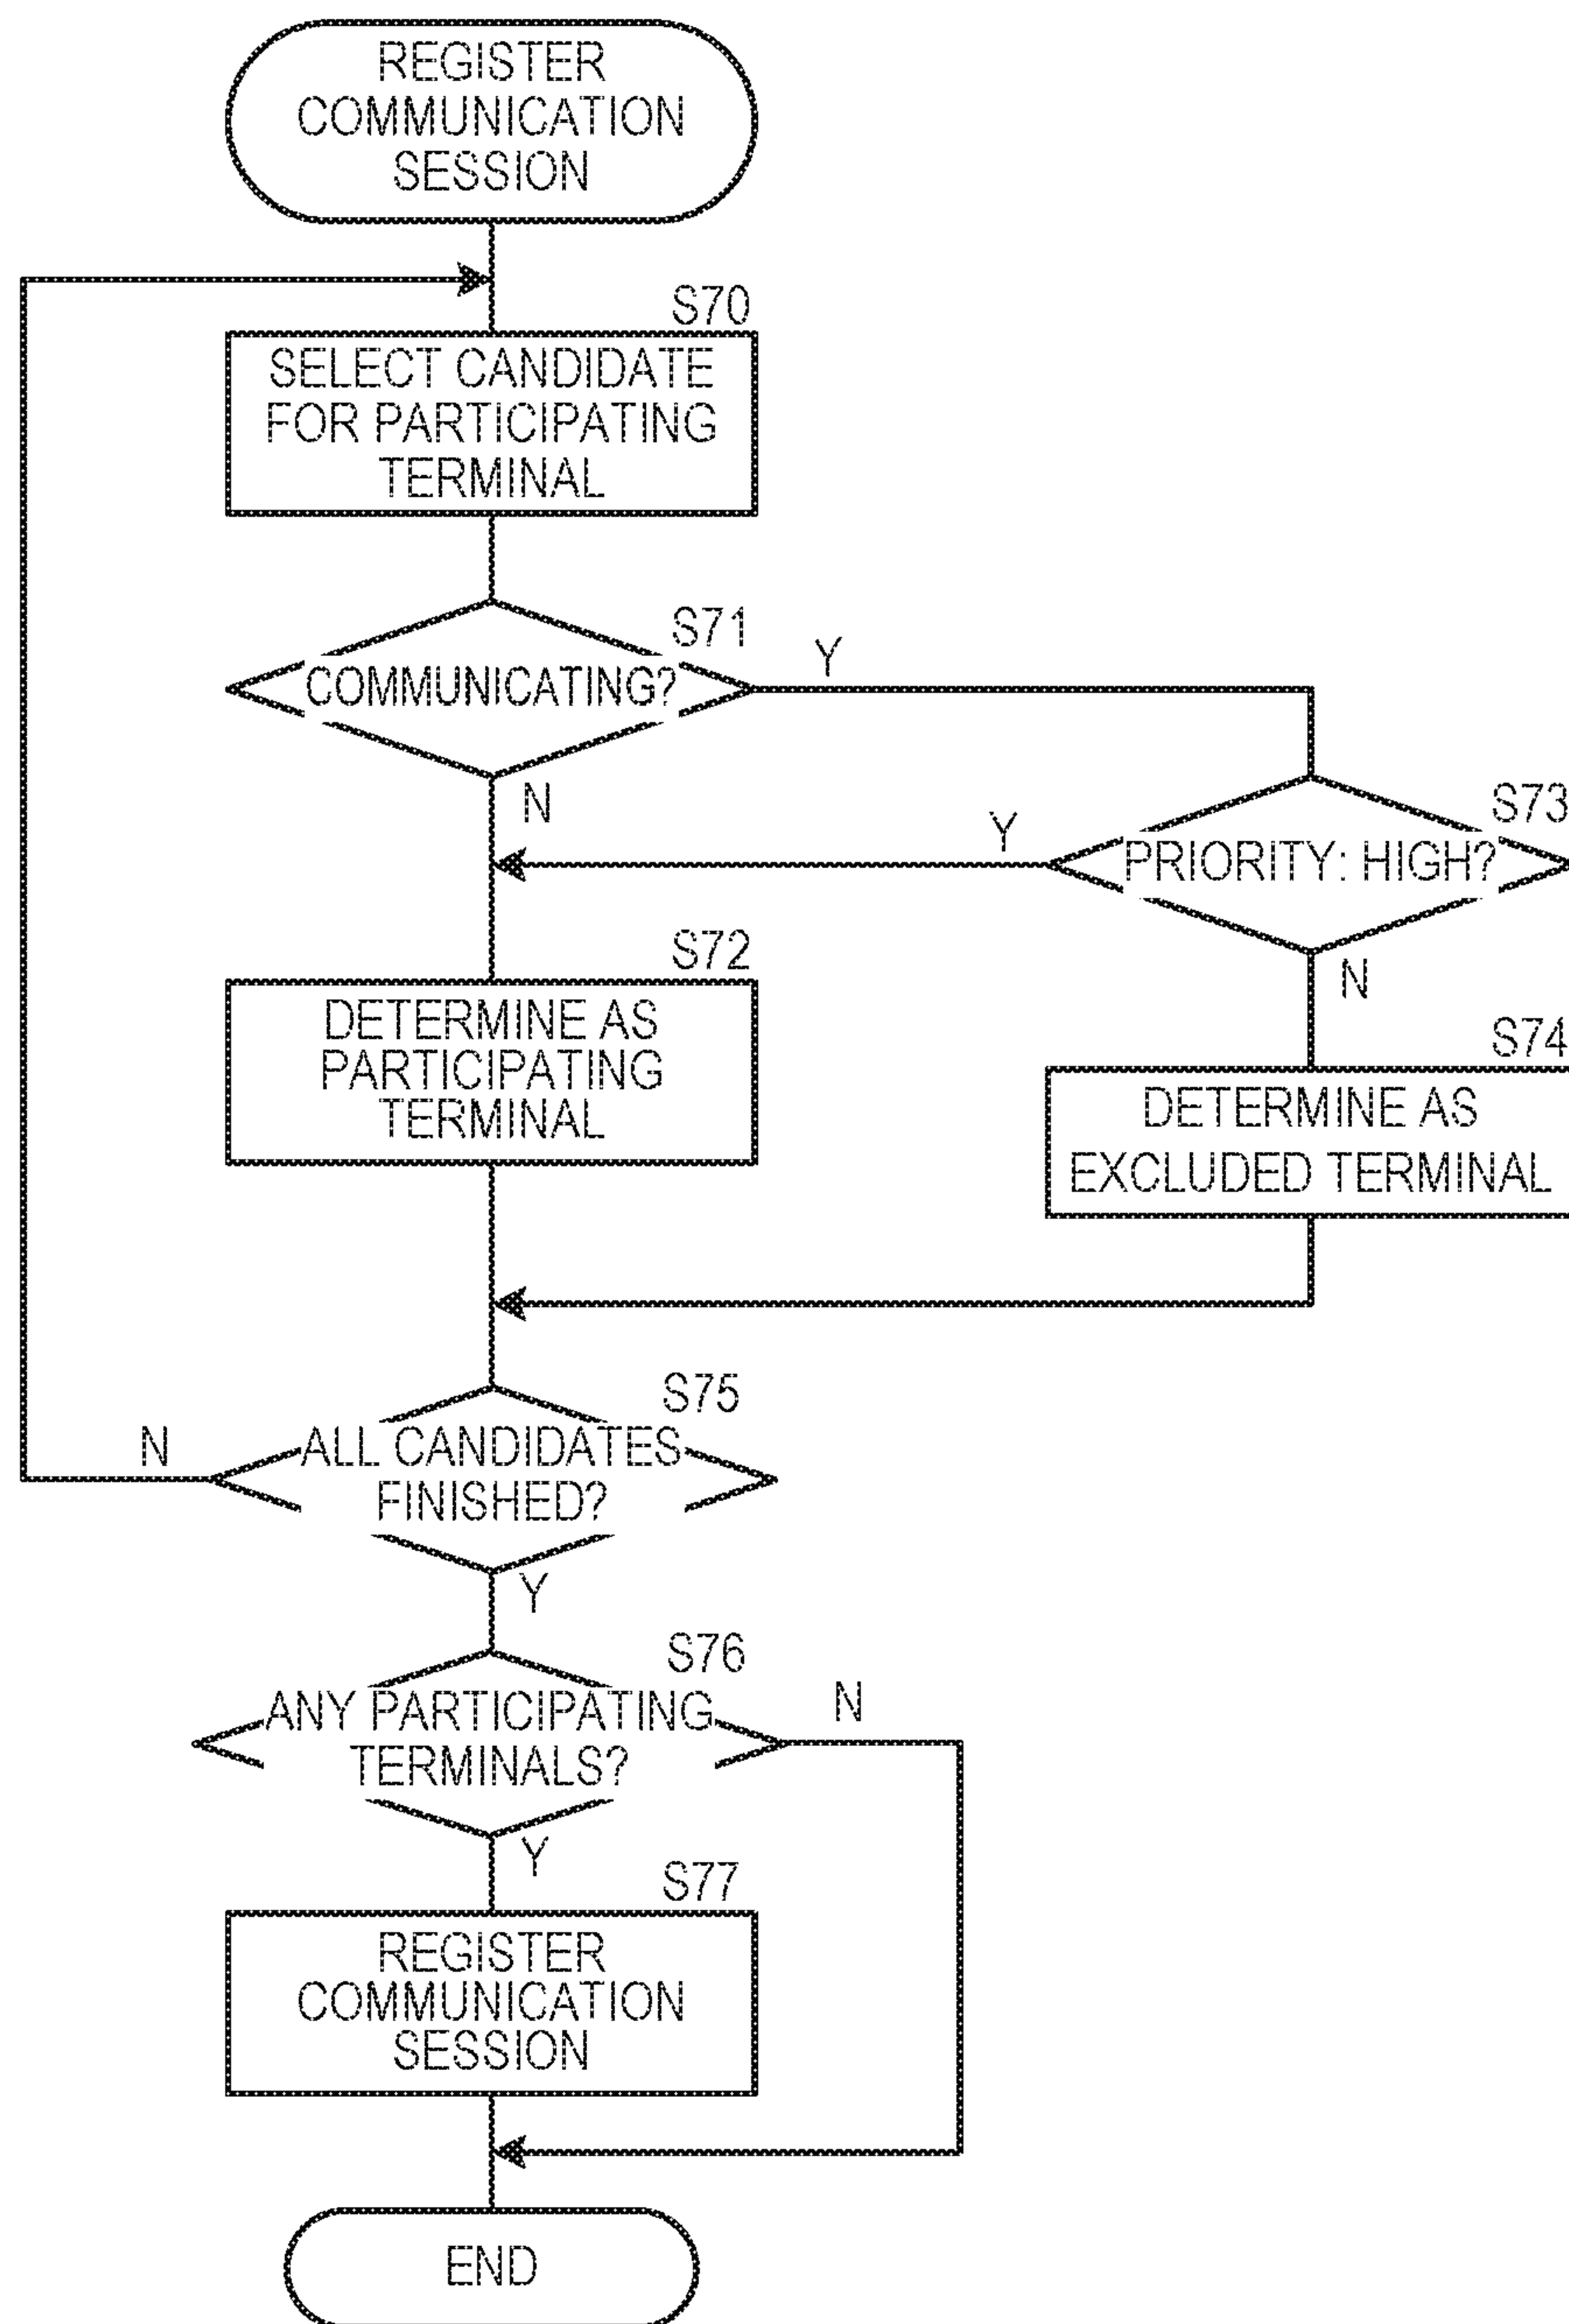 REGISTER
COMMUNICATION
SESSION
S70
SELECT CANDIDATE
FOR PARTICIPATING
TERMINAL
S71
COMMUNICATING?
Y
N
S73
PRIORITY: HIGH?
Y
N
S72
DETERMINE AS
PARTICIPATING
TERMINAL
S74
DETERMINE AS
EXCLUDED TERMINAL
S75
ALL CANDIDATES
FINISHED?
N
Y
S76
ANY PARTICIPATING
TERMINALS?
N
Y
S77
REGISTER
COMMUNICATION
SESSION
END